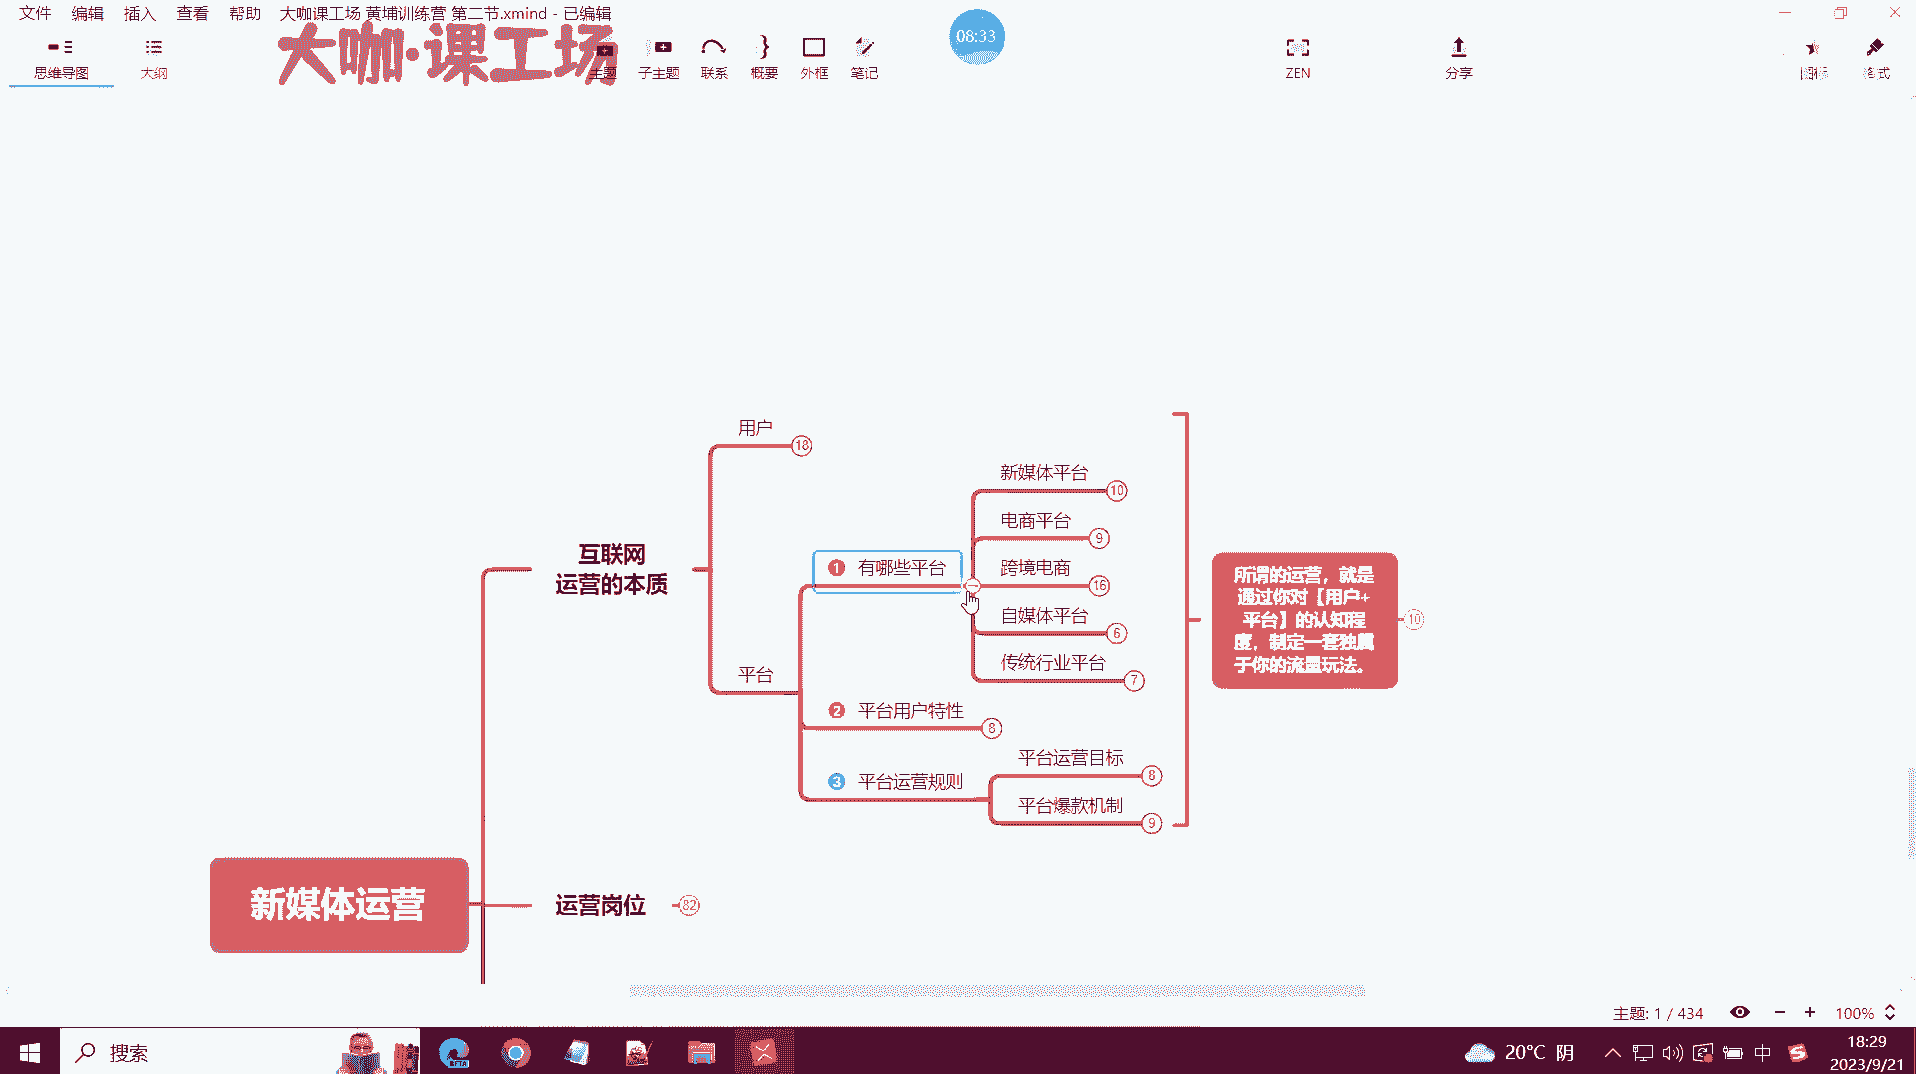 文件 编辑 插入 查看 帮助 大咖课工场 黄埔训练营 第二节.xmind - 已编辑
大咖·课工场
08:33
思维导图 大纲 主题 子主题 联系 概要 外框 笔记 ZEN 分享 图标 格式
用户 18
新媒体平台 10
电商平台 9
1 有哪些平台
跨境电商 16
自媒体平台 6
传统行业平台 7
互联网
运营的本质
平台
2 平台用户特性 8
平台运营目标 8
3 平台运营规则
平台爆款机制 9
所谓的运营，就是
通过你对【用户+
平台】的认知程
度，制定一套独属
于你的流量玩法。
10
新媒体运营
运营岗位 82
主题: 1 / 434 100%
搜索
BETA
20°C 阴
中
18:29
2023/9/21